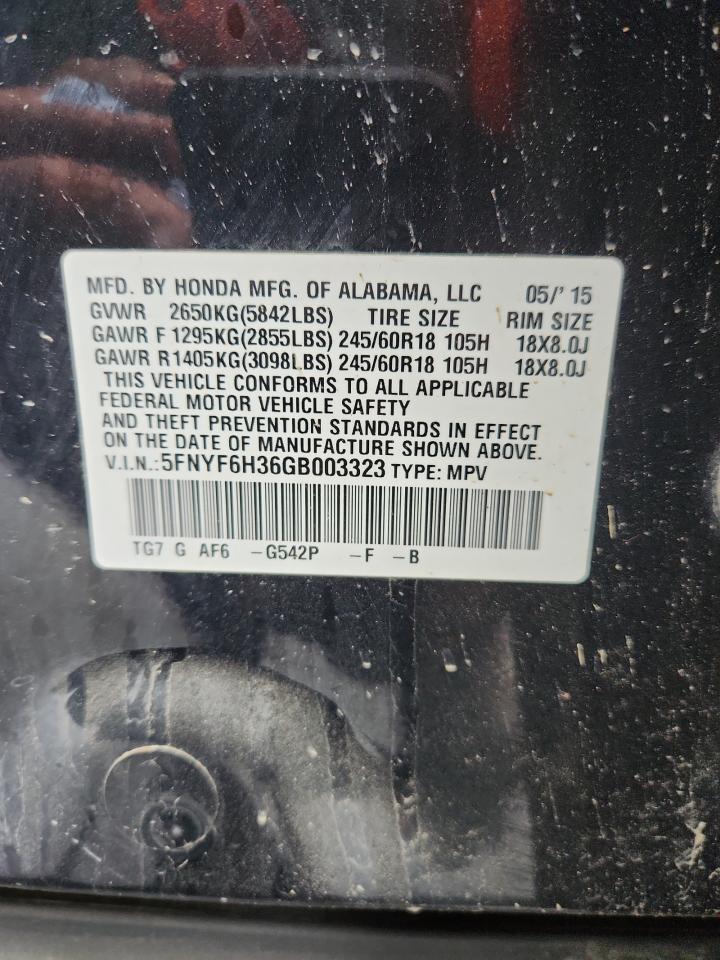 MFD. BY HONDA MFG. OF ALABAMA, LLC 05/'15
GVWR 2650KG(5842LBS) TIRE SIZE RIM SIZE
GAWR F 1295KG(2855LBS) 245/60R18 105H 18X8.0J
GAWR R1405KG(3098LBS) 245/60R18 105H 18X8.0J
THIS VEHICLE CONFORMS TO ALL APPLICABLE
FEDERAL MOTOR VEHICLE SAFETY
AND THEFT PREVENTION STANDARDS IN EFFECT
ON THE DATE OF MANUFACTURE SHOWN ABOVE.
V.I.N.: 5FNYF6H36GB003323 TYPE: MPV
TG7 G AF6 -G542P -F -B